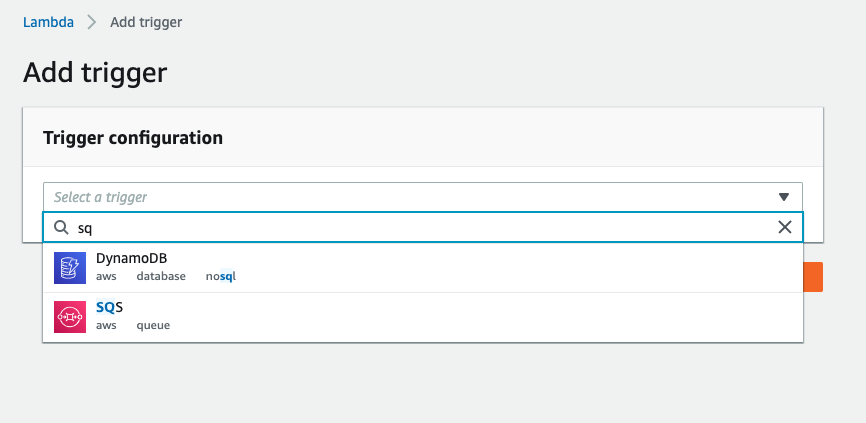 Lambda > Add trigger
Add trigger
Trigger configuration
Select a trigger
sq
DynamoDB
aws database nosql
SQS
aws queue